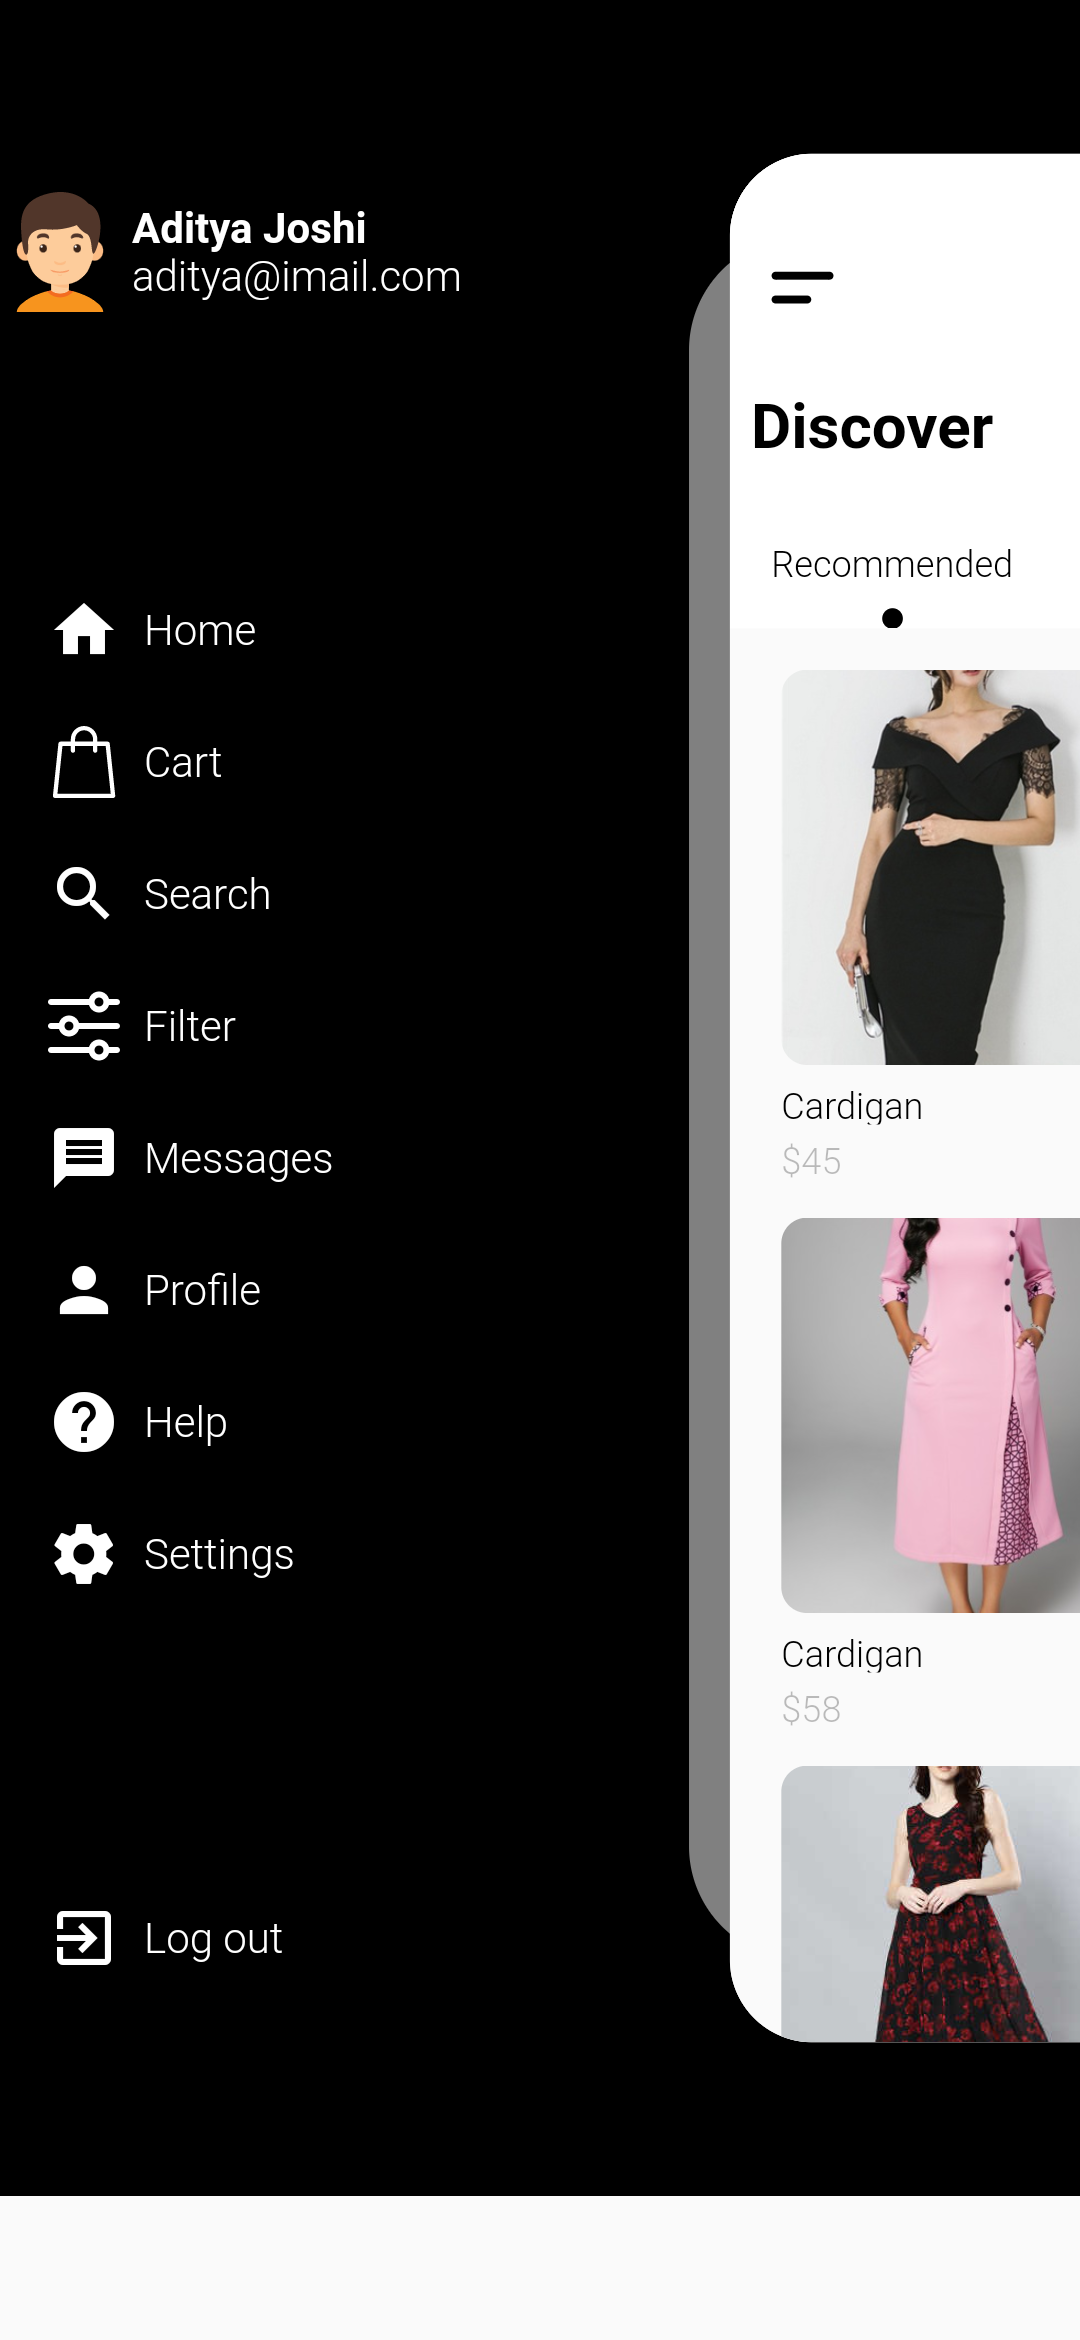 Aditya Joshi
aditya@imail.com
Home
Cart
Search
Filter
Messages
Profile
Help
Settings
Log out
Discover
Recommended
Cardigan
$45
Cardigan
$58